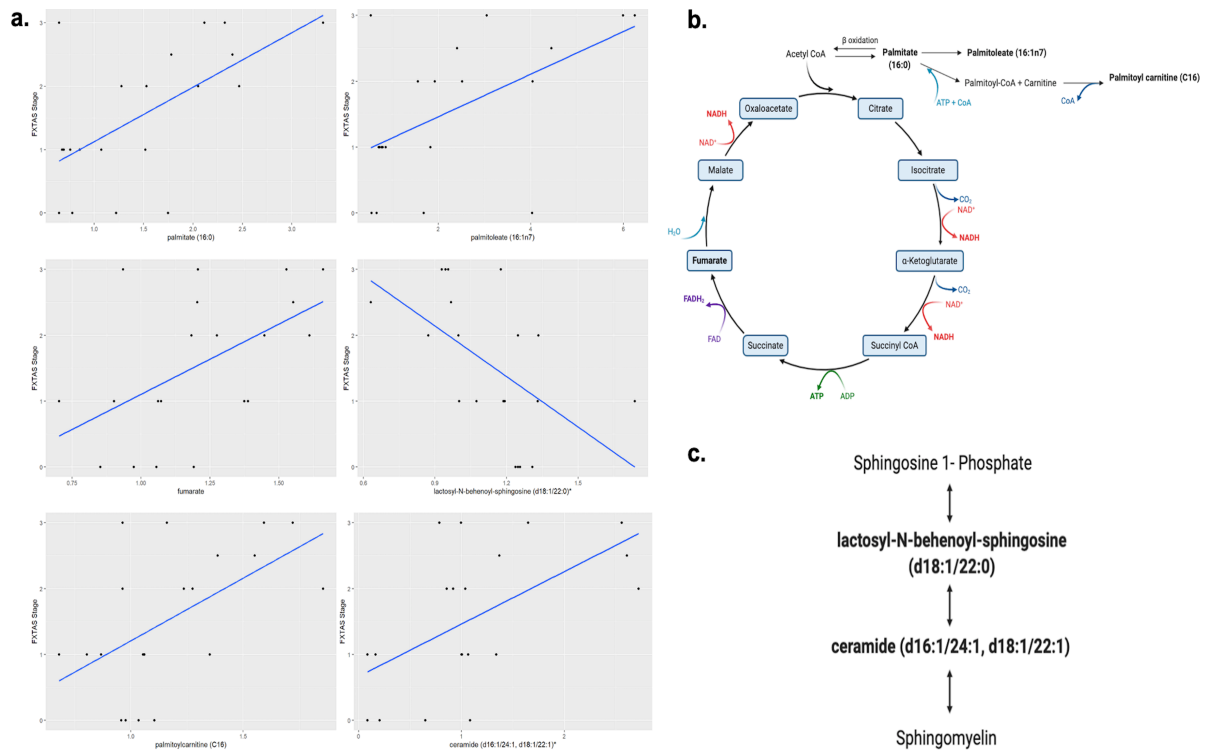 a.
FXTAS Stage
3
2
1
0
1.0
1.5
2.0
2.5
3.0
palmitate (16:0)
FXTAS Stage
3
2
1
0
2
4
6
palmitoleate (16:1n7)
FXTAS Stage
3
2
1
0
0.75
1.00
1.25
1.50
fumarate
FXTAS Stage
3
2
1
0
0.6
0.9
1.2
1.5
lactosyl-N-behenoyl-sphingosine (d18:1/22:0)*
FXTAS Stage
3
2
1
0
1.0
1.5
palmitoylcarnitine (C16)
FXTAS Stage
3
2
1
0
0
1
2
ceramide (d16:1/24:1, d18:1/22:1)*
b.
β oxidation
Acetyl CoA
Palmitate
(16:0)
Palmitoleate (16:1n7)
Palmitoyl-CoA + Carnitine
Palmitoyl carnitine (C16)
CoA
ATP + CoA
Oxaloacetate
Citrate
NADH
NAD⁺
Malate
Isocitrate
CO₂
NAD⁺
NADH
H₂O
Fumarate
α-Ketoglutarate
CO₂
NAD⁺
NADH
FADH₂
FAD
Succinate
Succinyl CoA
ATP
ADP
c.
Sphingosine 1- Phosphate
lactosyl-N-behenoyl-sphingosine
(d18:1/22:0)
ceramide (d16:1/24:1, d18:1/22:1)
Sphingomyelin